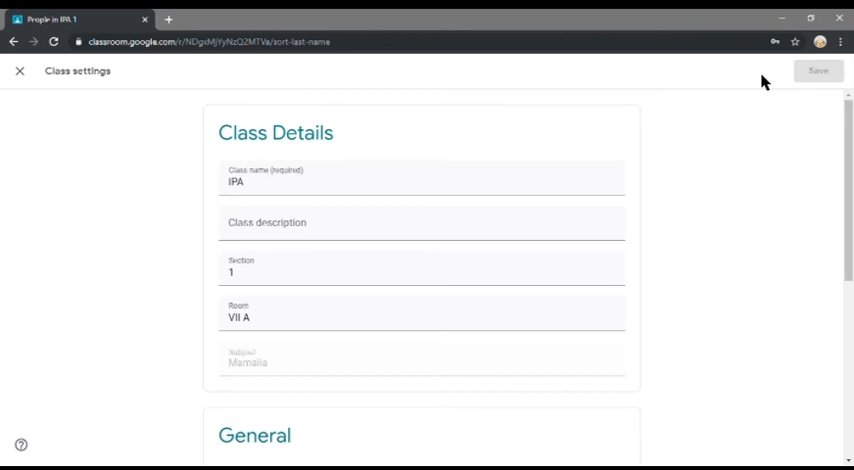 People in IPA 1
classroom.google.com/r/NDgxMjYyNzQ2MTVa/sort-last-name
Class settings
Save
Class Details
Class name (required)
IPA
Class description
Section
1
Room
VII A
Subject
Mamalia
General